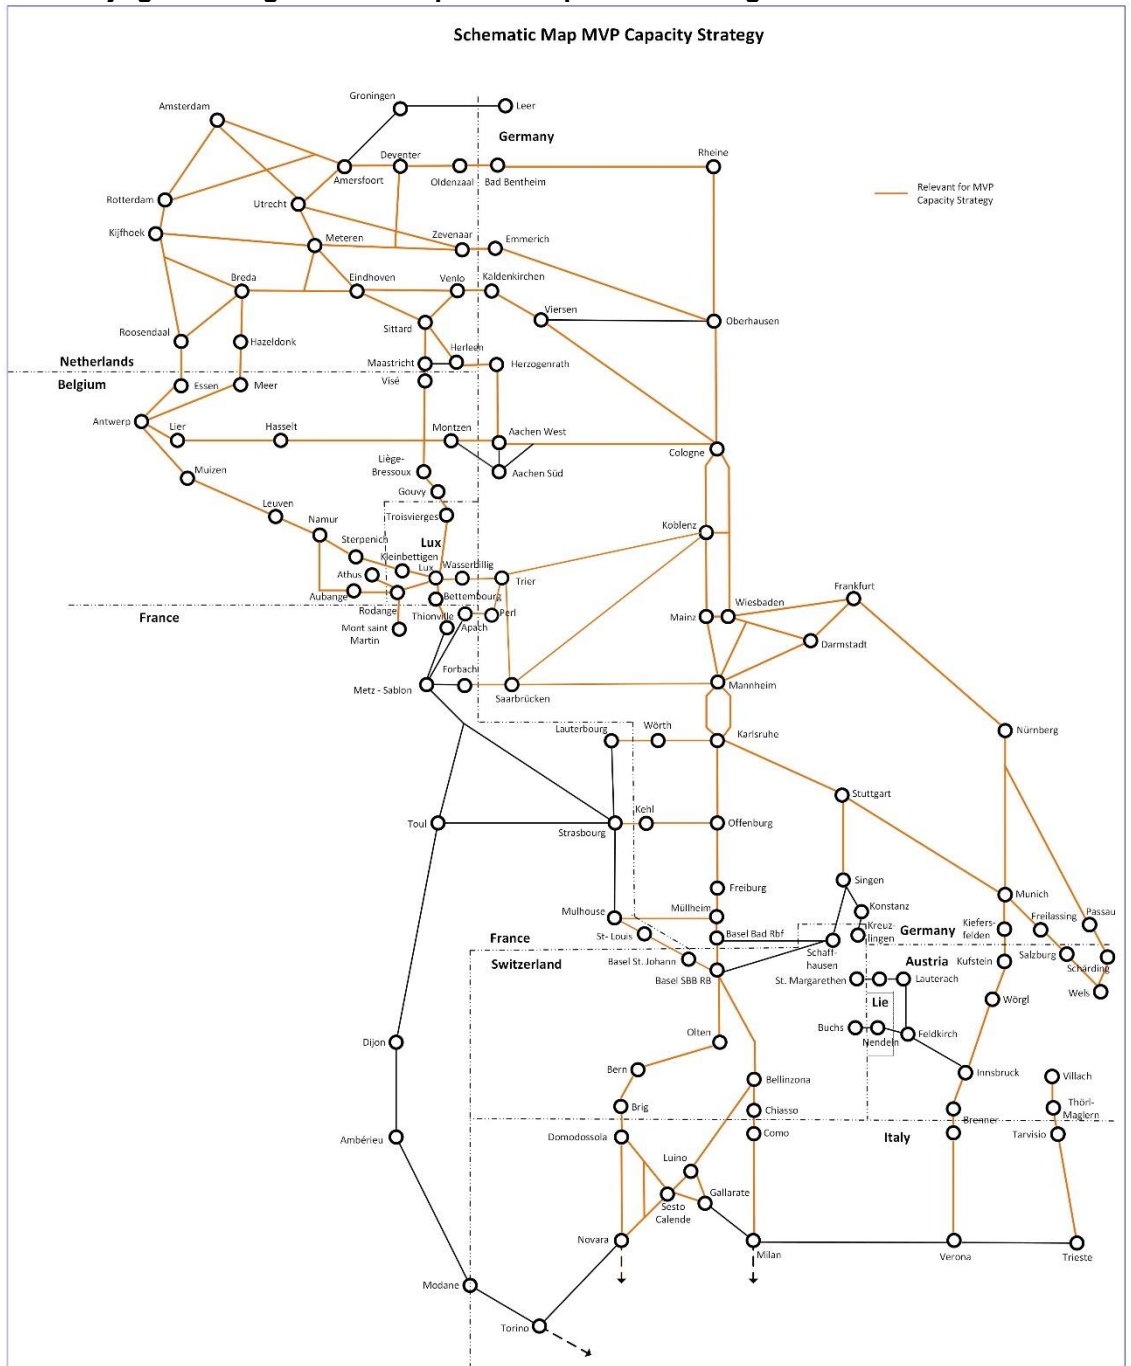 Schematic Map MVP Capacity Strategy
Groningen
Leer
Amsterdam
Germany
Deventer
Rheine
Amersfoort
Oldenzaal
Bad Bentheim
Relevant for MVP
Capacity Strategy
Rotterdam
Utrecht
Kijfhoek
Meteren
Zevenaar
Emmerich
Breda
Eindhoven
Venlo
Kaldenkirchen
Viersen
Oberhausen
Roosendaal
Hazeldonk
Sittard
Herleen
Netherlands
Maastricht
Herzogenrath
Belgium
Essen
Meer
Visé
Antwerp
Lier
Hasselt
Montzen
Aachen West
Cologne
Muizen
Liège-
Bressoux
Aachen Süd
Gouvy
Leuven
Troisvierges
Namur
Koblenz
Sterpenich
Lux
Kleinbettigen
Athus
Lux
Wasserbillig
Trier
Frankfurt
Aubange
Rodange
Bettembourg
Mainz
Wiesbaden
France
Thionville
Perl
Mont saint
Martin
Apach
Darmstadt
Forbach
Metz - Sablon
Saarbrücken
Mannheim
Lauterbourg
Wörth
Karlsruhe
Nürnberg
Stuttgart
Toul
Kehl
Strasbourg
Offenburg
Singen
Freiburg
Munich
Konstanz
Mulhouse
Müllheim
Kreuz-
lingen
Kiefers-
felden
Freilassing
Passau
St- Louis
Basel Bad Rbf
Germany
France
Schaff-
hausen
Switzerland
Basel St. Johann
Austria
Kufstein
Salzburg
Schärding
Basel SBB RB
St. Margarethen
Lauterach
Wels
Lie
Wörgl
Olten
Buchs
Nendeln
Feldkirch
Dijon
Bern
Bellinzona
Innsbruck
Villach
Brig
Chiasso
Thörl-
Maglern
Brenner
Ambérieu
Domodossola
Como
Italy
Tarvisio
Luino
Gallarate
Sesto
Calende
Novara
Milan
Verona
Trieste
Modane
Torino